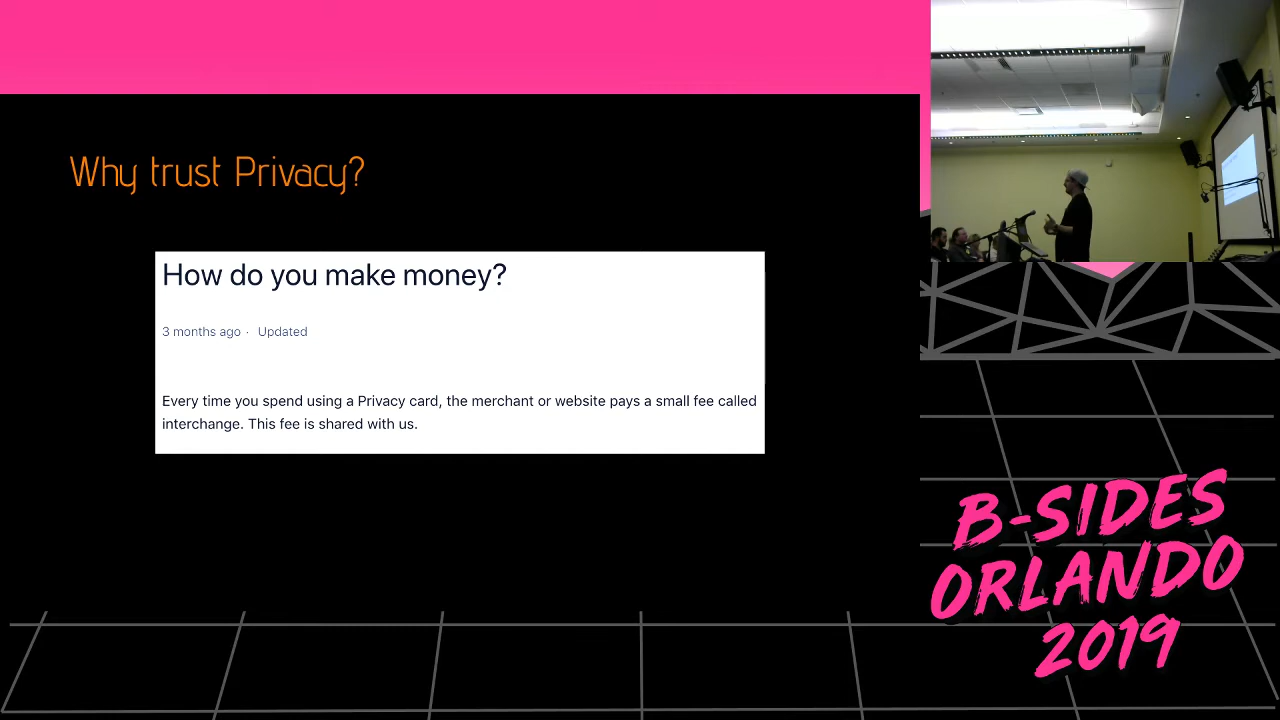 Why trust Privacy?
How do you make money?
3 months ago · Updated
Every time you spend using a Privacy card, the merchant or website pays a small fee called
interchange. This fee is shared with us.
B-SIDES
ORLANDO
2019